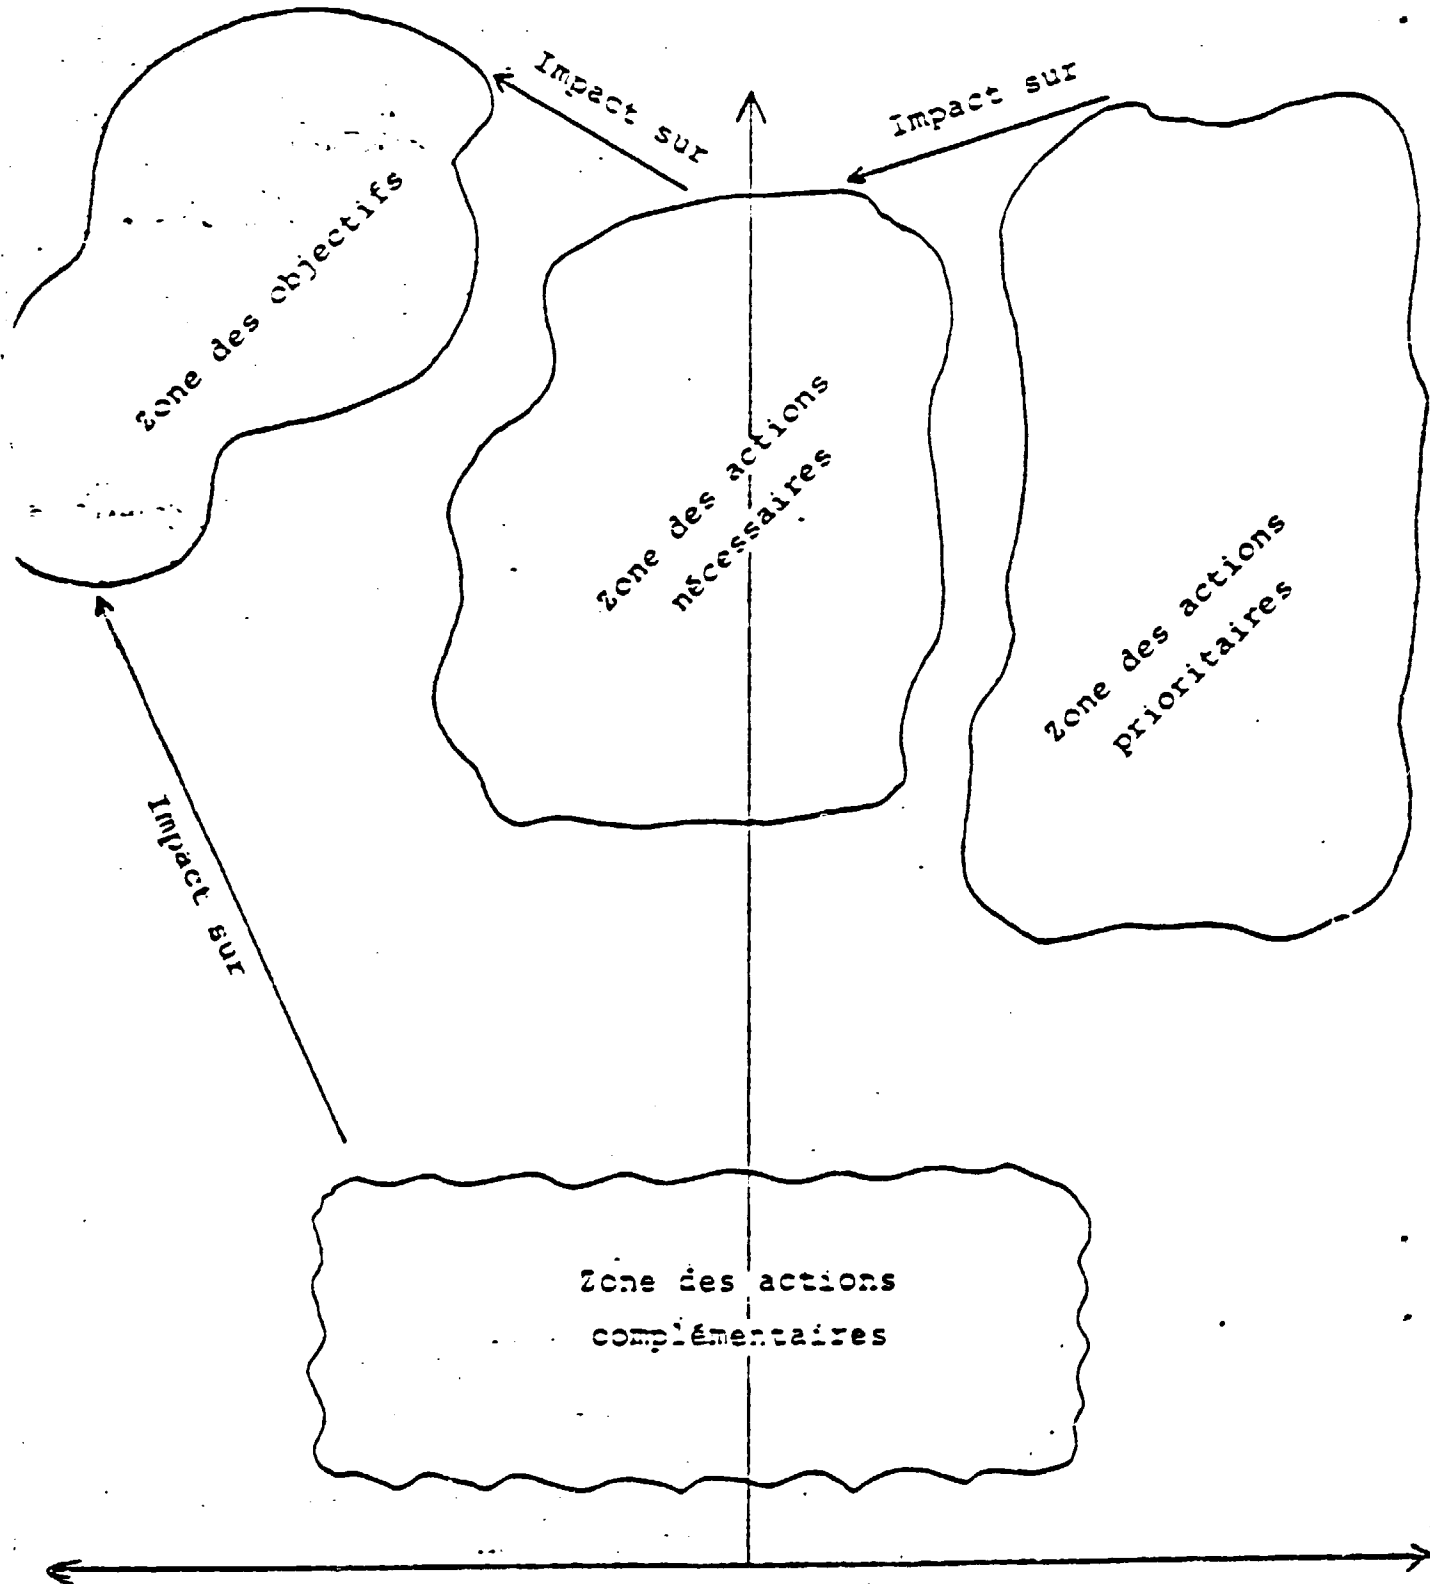 Impact sur
Impact sur
Zone des objectifs
Zone des actions
nécessaires
Zone des actions
prioritaires
Impact sur
Zone des actions
complémentaires